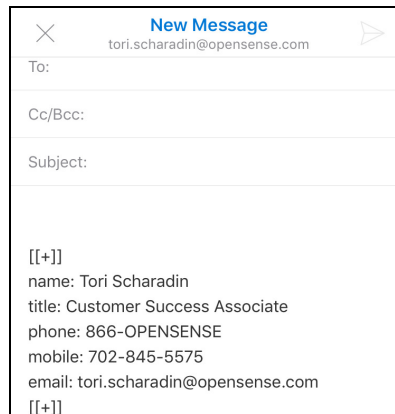 New Message
tori.scharadin@opensense.com
To:
Cc/Bcc:
Subject:
[[+]]
name: Tori Scharadin
title: Customer Success Associate
phone: 866-OPENSENSE
mobile: 702-845-5575
email: tori.scharadin@opensense.com
[[+]]